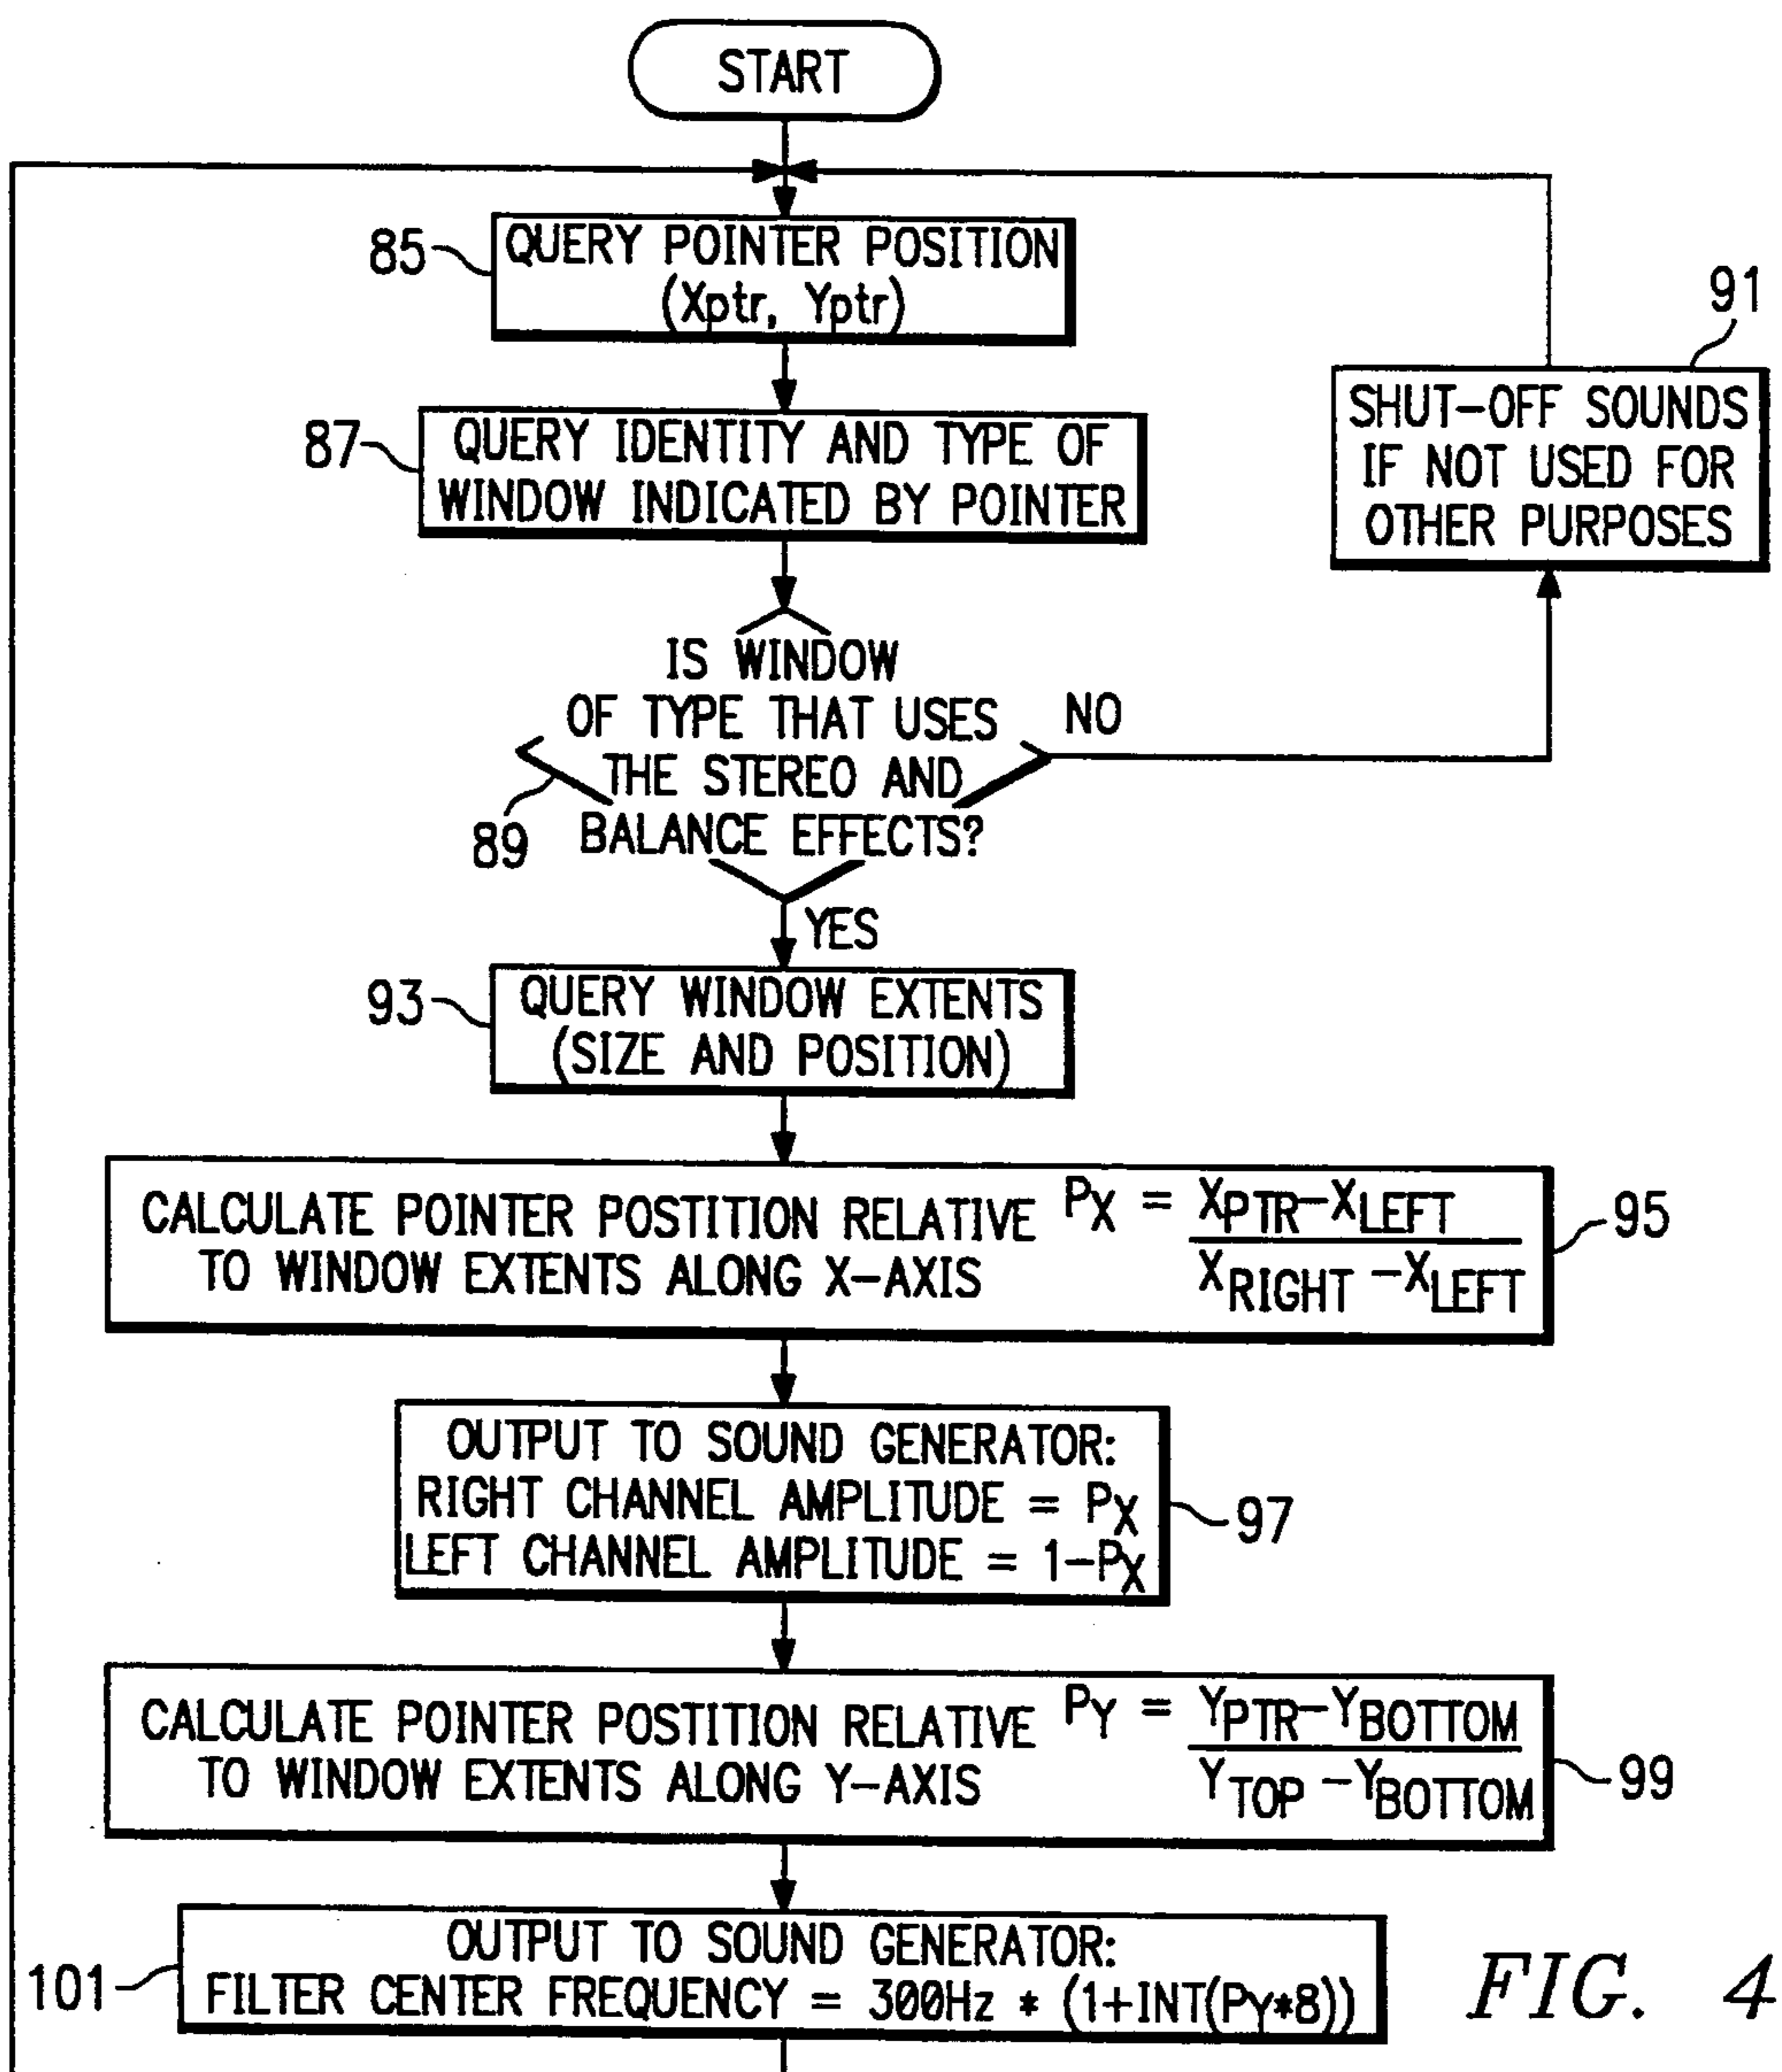 START
85
QUERY POINTER POSITION
(Xptr, Yptr)
87
QUERY IDENTITY AND TYPE OF
WINDOW INDICATED BY POINTER
91
SHUT-OFF SOUNDS
IF NOT USED FOR
OTHER PURPOSES
IS WINDOW
OF TYPE THAT USES
THE STEREO AND
BALANCE EFFECTS?
NO
89
YES
93
QUERY WINDOW EXTENTS
(SIZE AND POSITION)
CALCULATE POINTER POSTITION RELATIVE
TO WINDOW EXTENTS ALONG X-AXIS
PX = XPTR-XLEFT
XRIGHT -XLEFT
95
OUTPUT TO SOUND GENERATOR:
RIGHT CHANNEL AMPLITUDE = PX
LEFT CHANNEL AMPLITUDE = 1-PX
97
CALCULATE POINTER POSTITION RELATIVE
TO WINDOW EXTENTS ALONG Y-AXIS
PY = YPTR-YBOTTOM
YTOP -YBOTTOM
99
101
OUTPUT TO SOUND GENERATOR:
FILTER CENTER FREQUENCY = 300Hz * (1+INT(PY*8))
FIG. 4